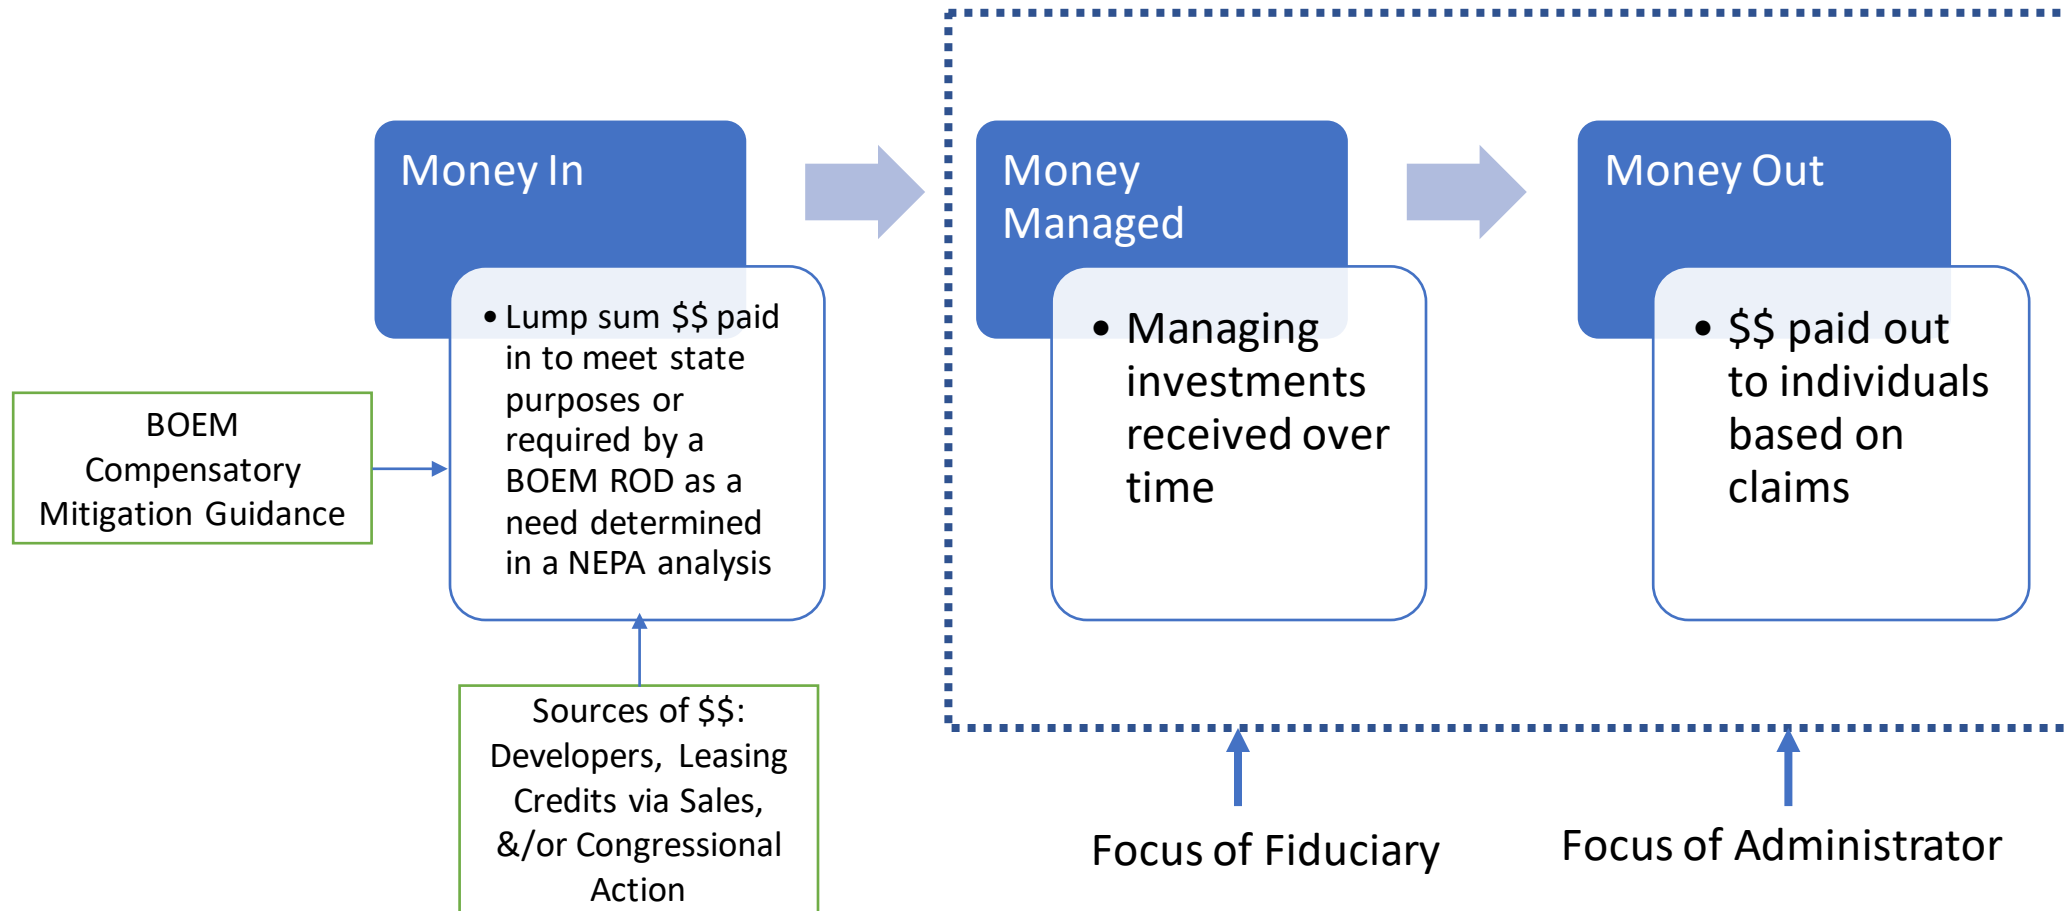 Money In
• Lump sum $$ paid
in to meet state
purposes or
required by a
BOEM ROD as a
need determined
in a NEPA analysis
BOEM
Compensatory
Mitigation Guidance
Sources of $$:
Developers, Leasing
Credits via Sales,
&/or Congressional
Action
Money
Managed
• Managing
investments
received over
time
Money Out
• $$ paid out
to individuals
based on
claims
Focus of Fiduciary
Focus of Administrator